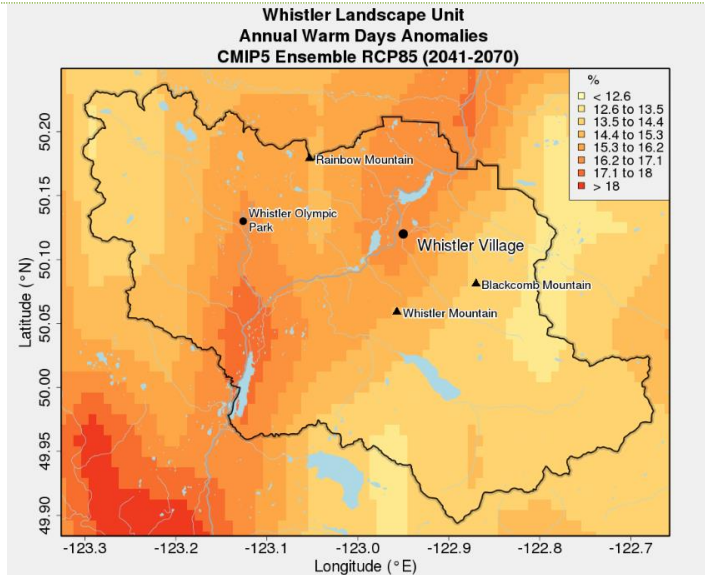 Whistler Landscape Unit
Annual Warm Days Anomalies
CMIP5 Ensemble RCP85 (2041-2070)
%
< 12.6
12.6 to 13.5
13.5 to 14.4
14.4 to 15.3
15.3 to 16.2
16.2 to 17.1
17.1 to 18
> 18
Rainbow Mountain
Whistler Olympic
Park
Whistler Village
Blackcomb Mountain
Whistler Mountain
Latitude (°N)
50.20
50.15
50.10
50.05
50.00
49.95
49.90
-123.3
-123.2
-123.1
-123.0
-122.9
-122.8
-122.7
Longitude (°E)